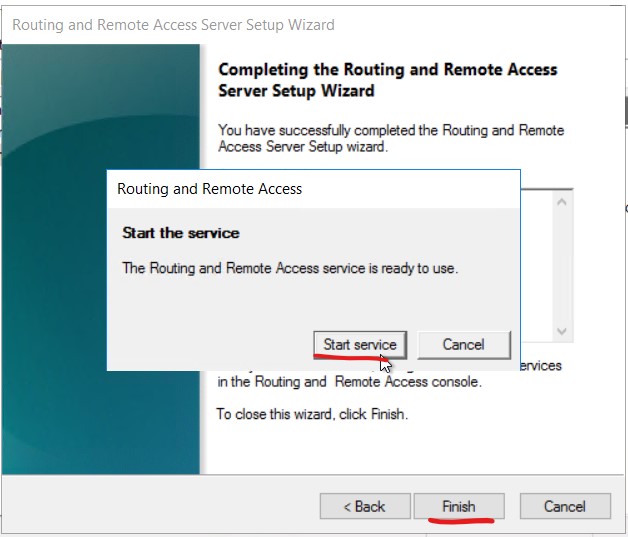 Routing and Remote Access Server Setup Wizard
Completing the Routing and Remote Access
Server Setup Wizard
You have successfully completed the Routing and Remote
Access Server Setup wizard.
Routing and Remote Access
Start the service
The Routing and Remote Access service is ready to use.
Start service
Cancel
ervices
in the Routing and Remote Access console.
To close this wizard, click Finish.
< Back
Finish
Cancel